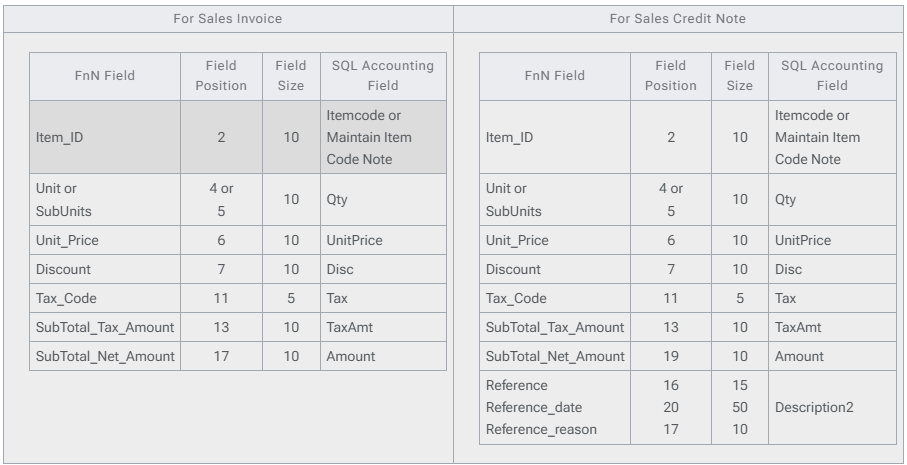 For Sales Invoice
FnN Field
Field Position
Field Size
SQL Accounting Field
Item_ID
2
10
Itemcode or
Maintain Item
Code Note
Unit or
SubUnits
4 or
5
10
Qty
Unit_Price
6
10
UnitPrice
Discount
7
10
Disc
Tax_Code
11
5
Tax
SubTotal_Tax_Amount
13
10
TaxAmt
SubTotal_Net_Amount
17
10
Amount
For Sales Credit Note
FnN Field
Field Position
Field Size
SQL Accounting Field
Item_ID
2
10
Itemcode or
Maintain Item
Code Note
Unit or
SubUnits
4 or
5
10
Qty
Unit_Price
6
10
UnitPrice
Discount
7
10
Disc
Tax_Code
11
5
Tax
SubTotal_Tax_Amount
13
10
TaxAmt
SubTotal_Net_Amount
19
10
Amount
Reference
Reference_date
Reference_reason
16
20
17
15
50
10
Description2